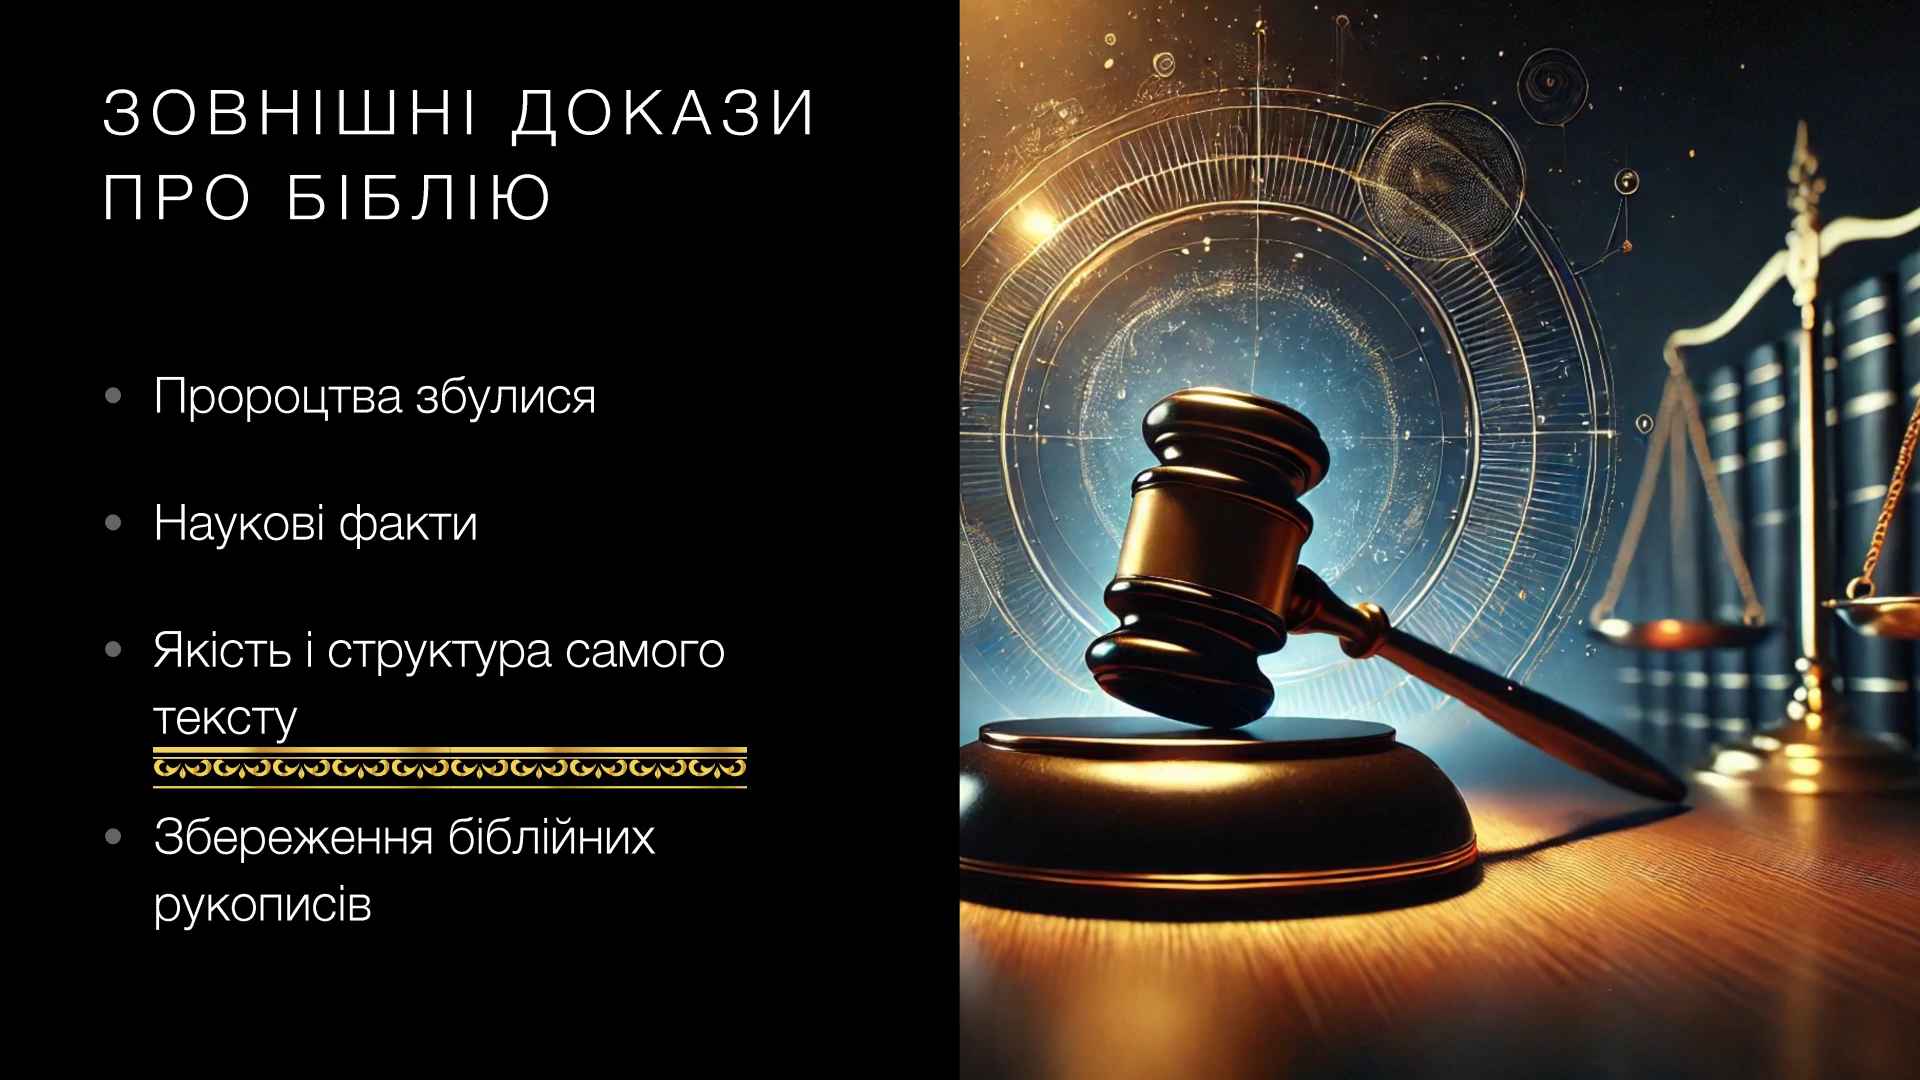 ЗОВНІШНІ ДОКАЗИ
ПРО БІБЛІЮ
• Пророцтва збулися
• Наукові факти
• Якість і структура самого
тексту
• Збереження біблійних
рукописів